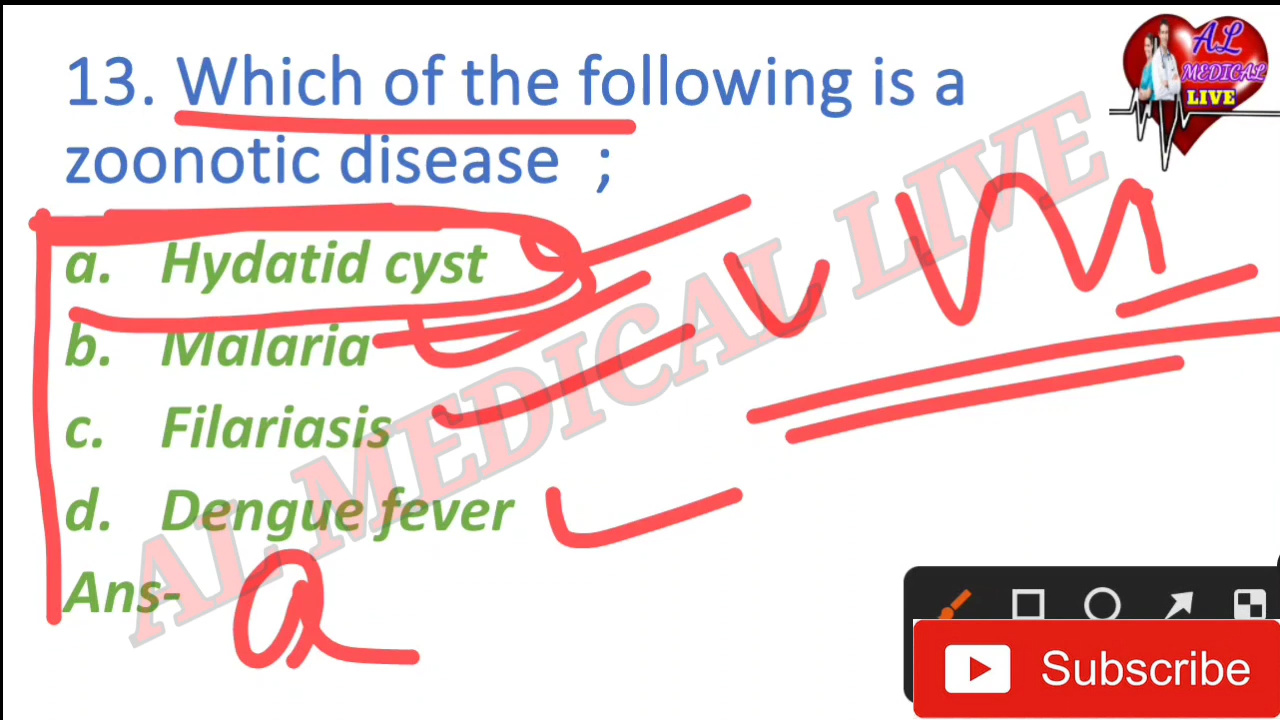 13. Which of the following is a
zoonotic disease ;
a. Hydatid cyst
b. Malaria
c. Filariasis
d. Dengue fever
Ans- a
AL MEDICAL LIVE
AL
MEDICAL
LIVE
Subscribe